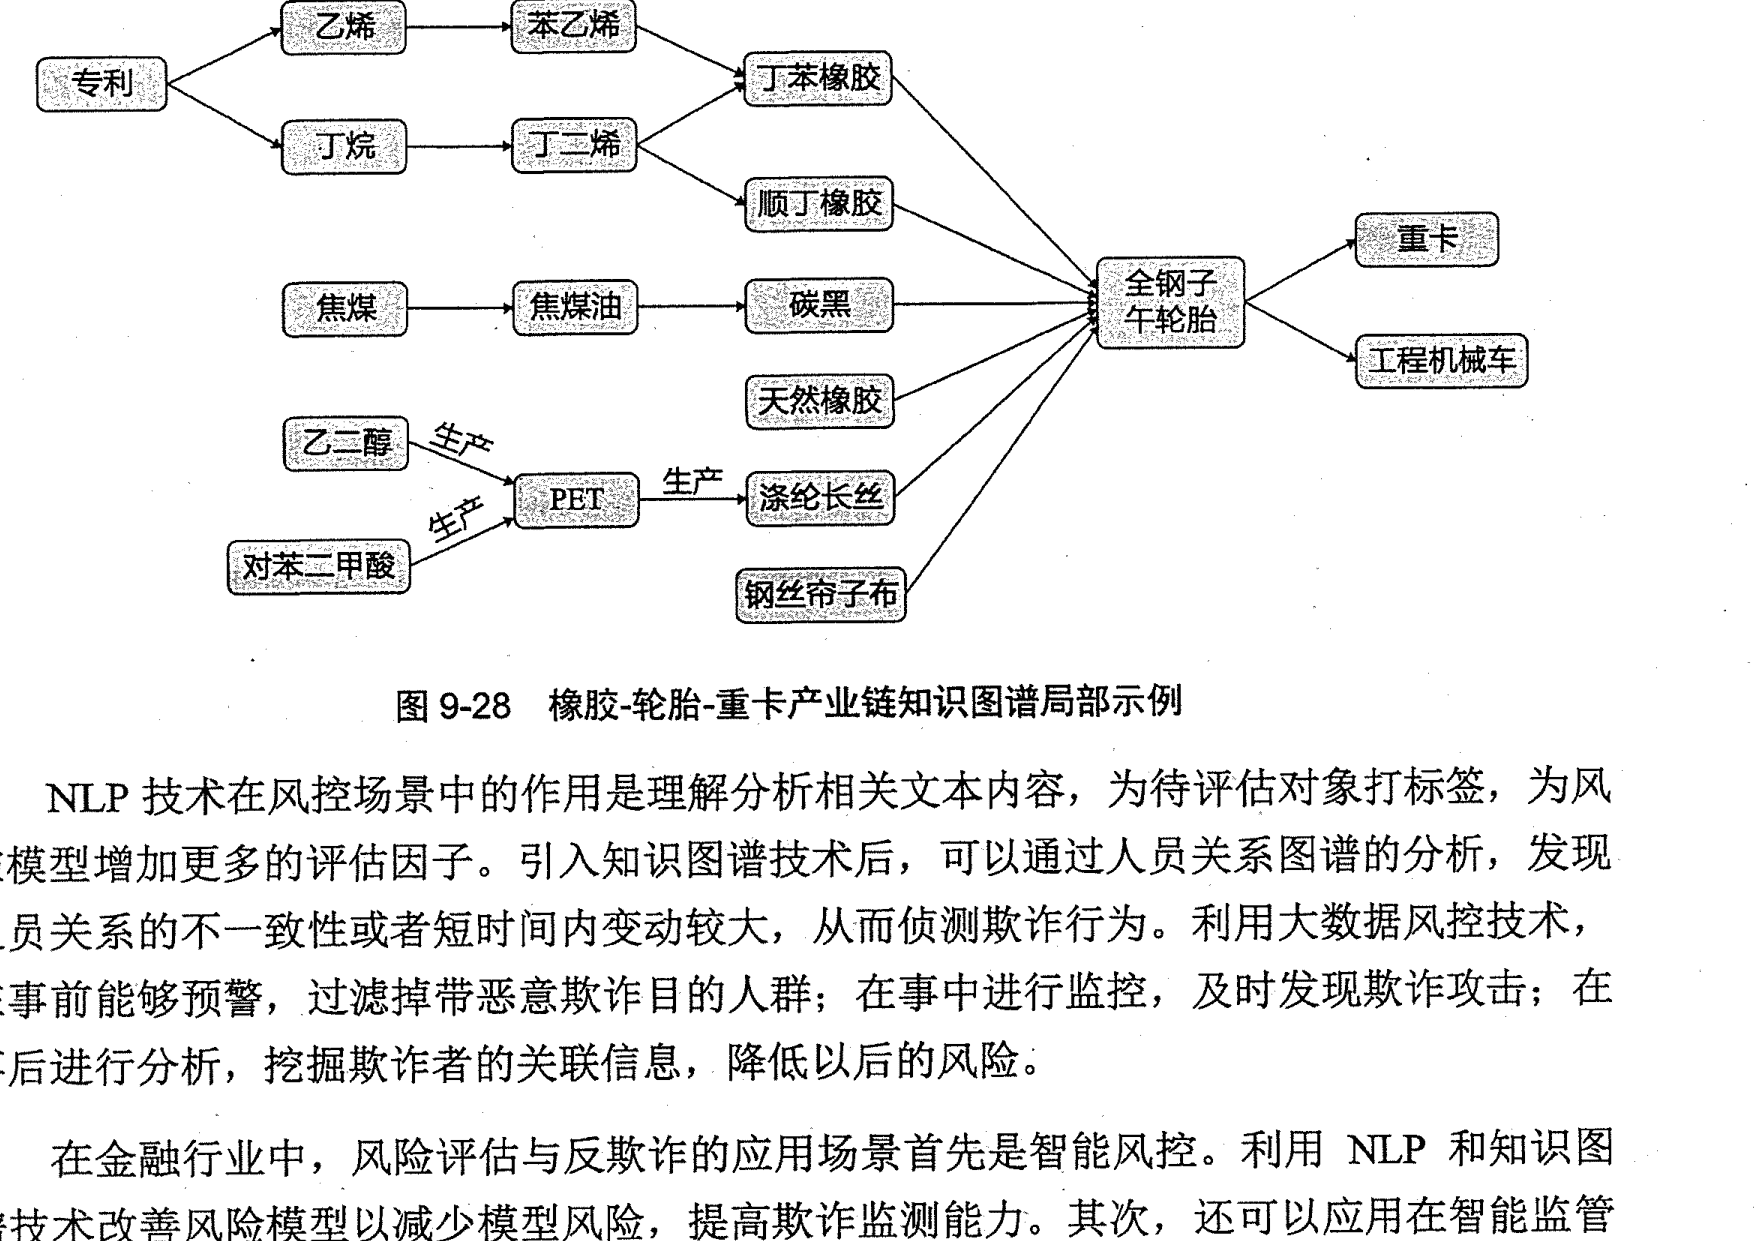 乙烯
苯乙烯
专利
丁苯橡胶
丁烷
丁二烯
顺丁橡胶
重卡
全钢子
午轮胎
焦煤
焦煤油
碳黑
工程机械车
天然橡胶
乙二醇
生产
PET
生产
涤纶长丝
生产
对苯二甲酸
钢丝帘子布
图 9-28 橡胶-轮胎-重卡产业链知识图谱局部示例
NLP 技术在风控场景中的作用是理解分析相关文本内容，为待评估对象打标签，为风
模型增加更多的评估因子。引入知识图谱技术后，可以通过人员关系图谱的分析，发现
员关系的不一致性或者短时间内变动较大，从而侦测欺诈行为。利用大数据风控技术，
事前能够预警，过滤掉带恶意欺诈目的人群；在事中进行监控，及时发现欺诈攻击；在
后进行分析，挖掘欺诈者的关联信息，降低以后的风险。
在金融行业中，风险评估与反欺诈的应用场景首先是智能风控。利用 NLP 和知识图
技术改善风险模型以减少模型风险，提高欺诈监测能力。其次，还可以应用在智能监管